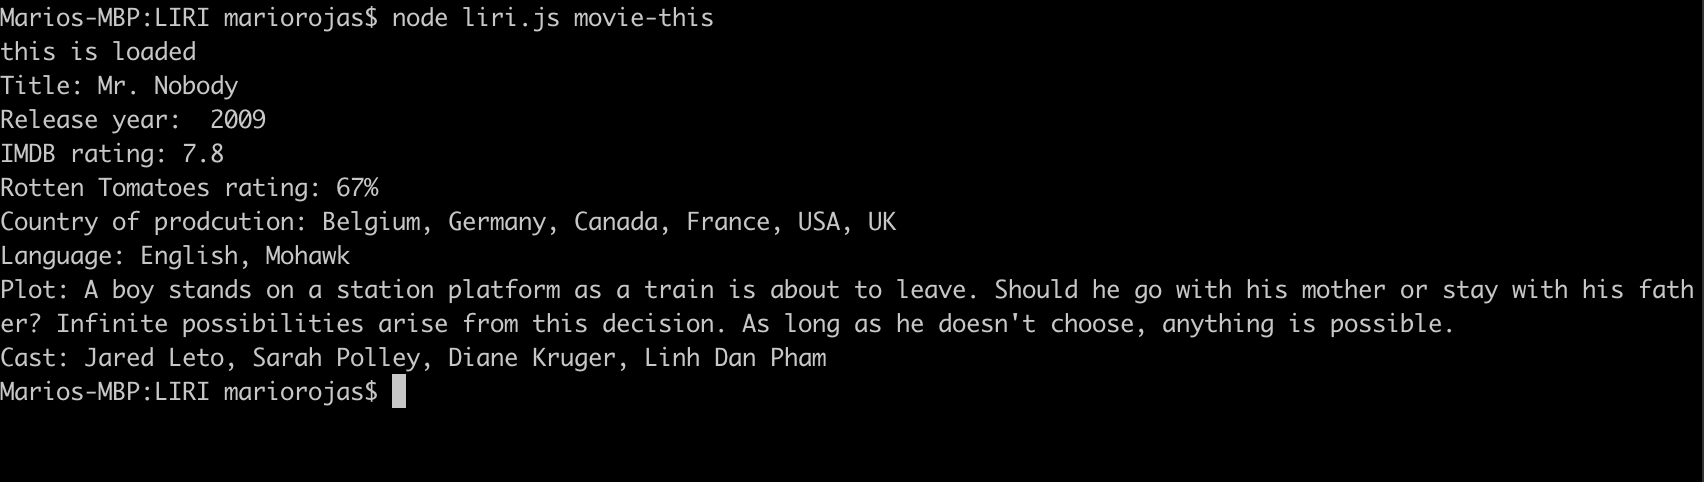 Marios-MBP:LIRI mariorojas$ node liri.js movie-this
this is loaded
Title: Mr. Nobody
Release year:  2009
IMDB rating: 7.8
Rotten Tomatoes rating: 67%
Country of prodcution: Belgium, Germany, Canada, France, USA, UK
Language: English, Mohawk
Plot: A boy stands on a station platform as a train is about to leave. Should he go with his mother or stay with his fath
er? Infinite possibilities arise from this decision. As long as he doesn't choose, anything is possible.
Cast: Jared Leto, Sarah Polley, Diane Kruger, Linh Dan Pham
Marios-MBP:LIRI mariorojas$